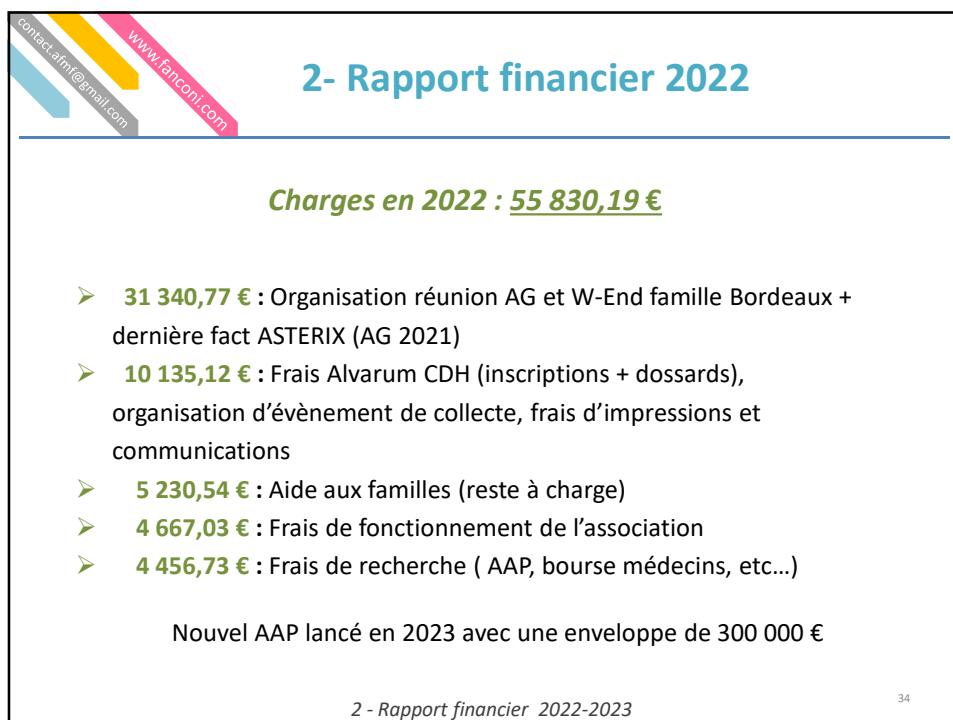 contact.afmf@gmail.com
www.fanconi.com
2- Rapport financier 2022
Charges en 2022 : 55 830,19 €
➢ 31 340,77 € : Organisation réunion AG et W-End famille Bordeaux +
dernière fact ASTERIX (AG 2021)
➢ 10 135,12 € : Frais Alvarum CDH (inscriptions + dossards),
organisation d’évènement de collecte, frais d’impressions et
communications
➢ 5 230,54 € : Aide aux familles (reste à charge)
➢ 4 667,03 € : Frais de fonctionnement de l’association
➢ 4 456,73 € : Frais de recherche ( AAP, bourse médecins, etc…)
Nouvel AAP lancé en 2023 avec une enveloppe de 300 000 €
2 - Rapport financier 2022-2023
34